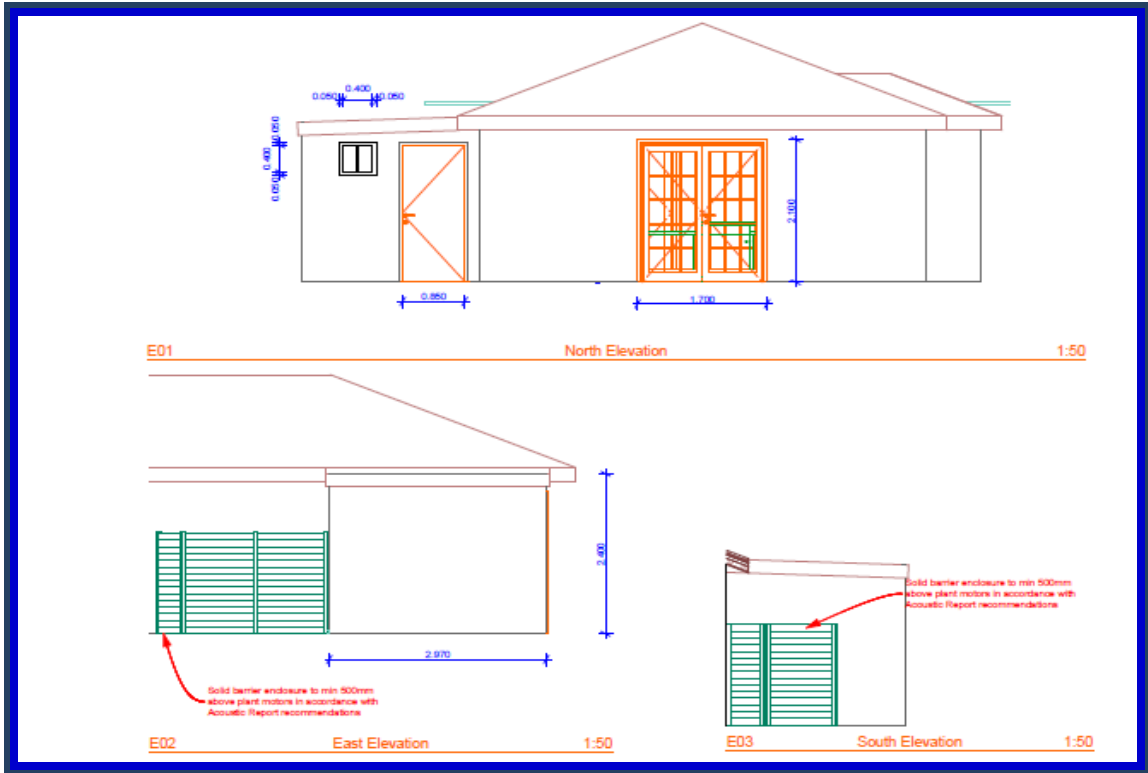 0.400
0.050
0.050
0.050
0.400
0.050
2.100
0.850
1.700
E01 North Elevation 1:50
2.400
2.970
Solid barrier enclosure to min 500mm
above plant motors in accordance with
Acoustic Report recommendations
E02 East Elevation 1:50
Solid barrier enclosure to min 500mm
above plant motors in accordance with
Acoustic Report recommendations
E03 South Elevation 1:50